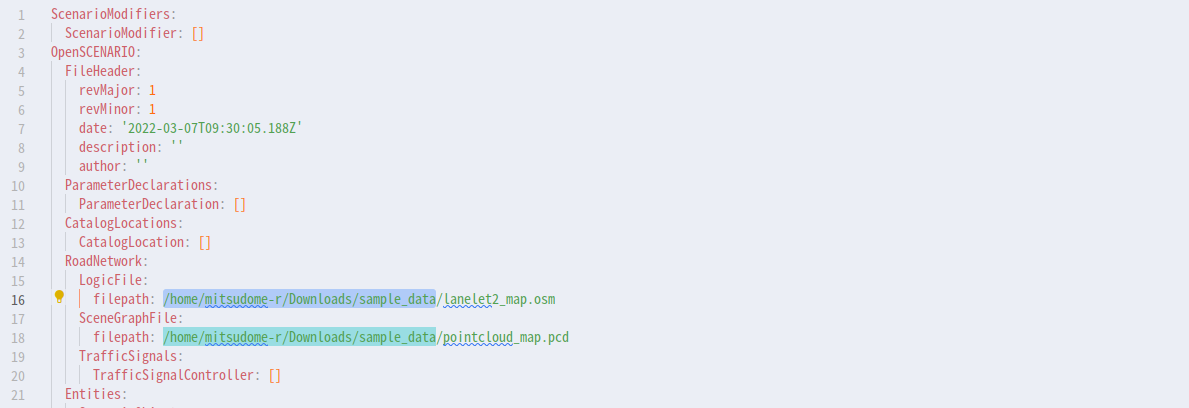 1 ScenarioModifiers:
2 ScenarioModifier: []
3 OpenSCENARIO:
4 FileHeader:
5 revMajor: 1
6 revMinor: 1
7 date: '2022-03-07T09:30:05.188Z'
8 description: ''
9 author: ''
10 ParameterDeclarations:
11 ParameterDeclaration: []
12 CatalogLocations:
13 CatalogLocation: []
14 RoadNetwork:
15 LogicFile:
16 filepath: /home/mitsudome-r/Downloads/sample_data/lanelet2_map.osm
17 SceneGraphFile:
18 filepath: /home/mitsudome-r/Downloads/sample_data/pointcloud_map.pcd
19 TrafficSignals:
20 TrafficSignalController: []
21 Entities: